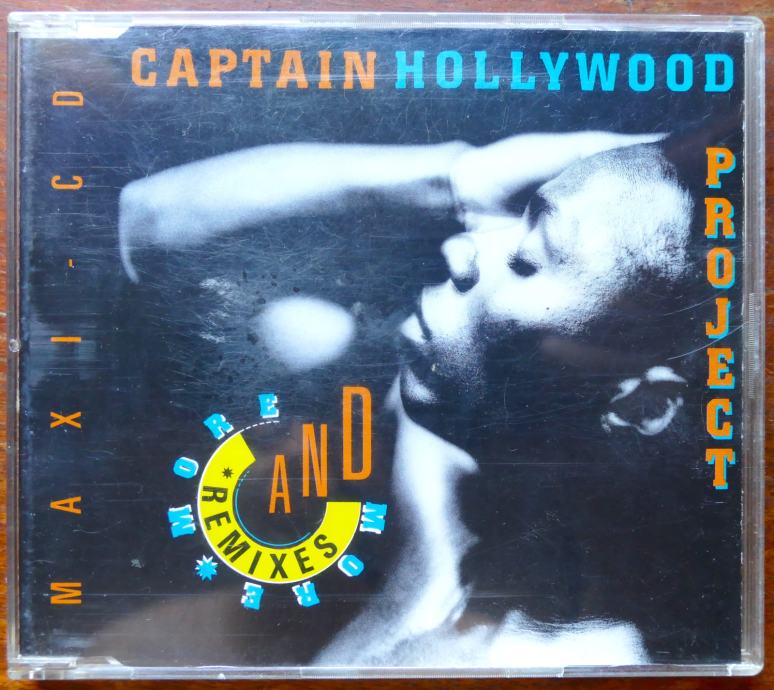 CAPTAIN HOLLYWOOD
PROJECT
MAXI-CD
MORE
AND
MORE
* REMIXES